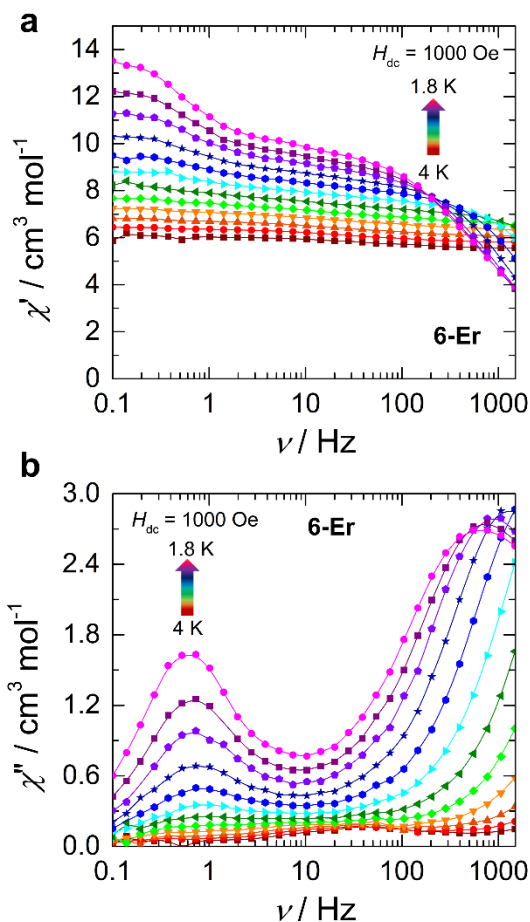 a
14
12
10
8
6
4
2
0
χ' / cm³ mol⁻¹
H_dc = 1000 Oe
1.8 K
4 K
6-Er
0.1 1 10 100 1000
ν / Hz
b
3.0
2.4
1.8
1.2
0.6
0.0
χ'' / cm³ mol⁻¹
H_dc = 1000 Oe
6-Er
1.8 K
4 K
0.1 1 10 100 1000
ν / Hz